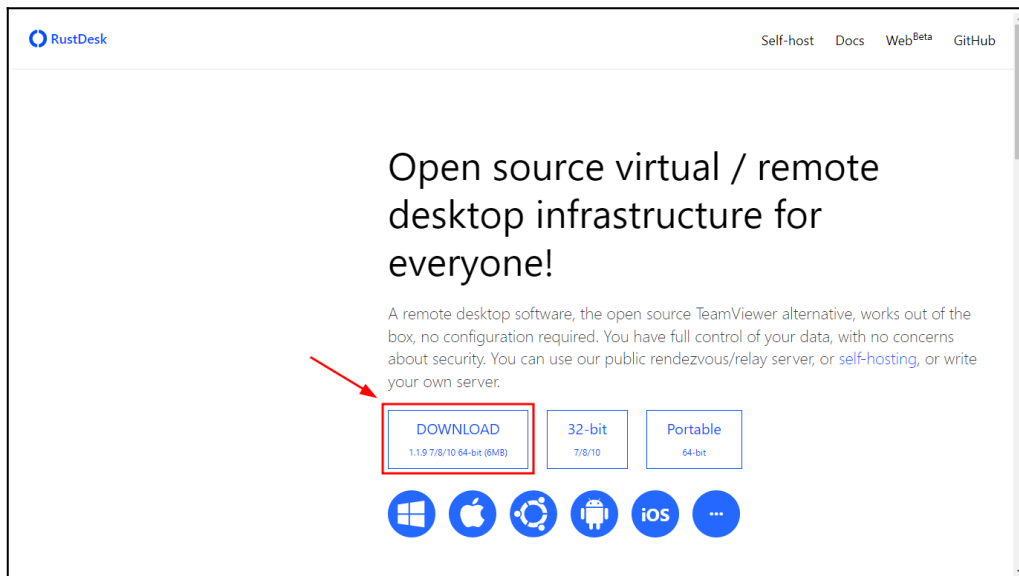 RustDesk
Self-host Docs WebBeta GitHub
Open source virtual / remote
desktop infrastructure for
everyone!
A remote desktop software, the open source TeamViewer alternative, works out of the
box, no configuration required. You have full control of your data, with no concerns
about security. You can use our public rendezvous/relay server, or self-hosting, or write
your own server.
DOWNLOAD 32-bit Portable
1.1.9 7/8/10 64-bit (6MB) 7/8/10 64-bit
iOS ...